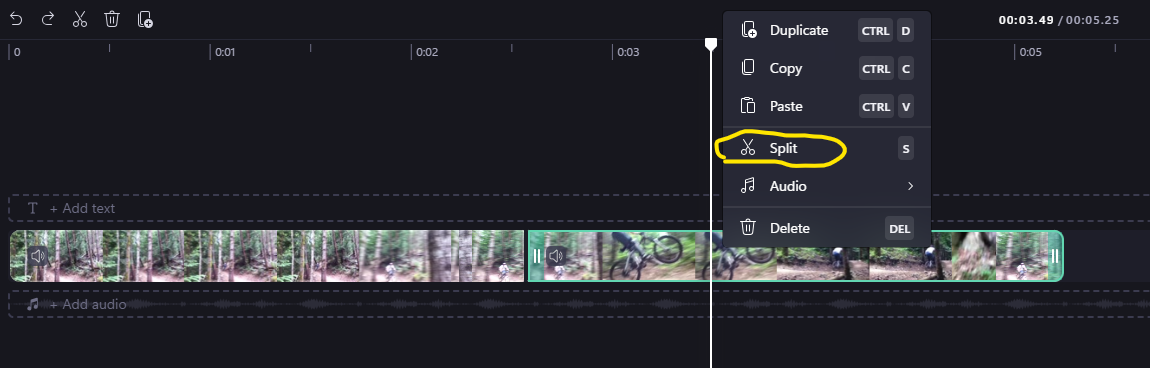 00:03.49 / 00:05.25
0
0:01
0:02
0:03
0:05
Duplicate CTRL D
Copy CTRL C
Paste CTRL V
Split S
Audio
Delete DEL
T + Add text
+ Add audio